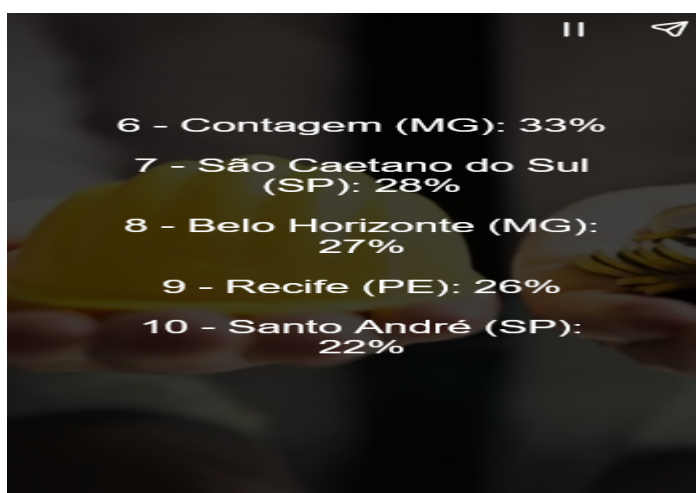 6 - Contagem (MG): 33%
7 - São Caetano do Sul
(SP): 28%
8 - Belo Horizonte (MG):
27%
9 - Recife (PE): 26%
10 - Santo André (SP):
22%